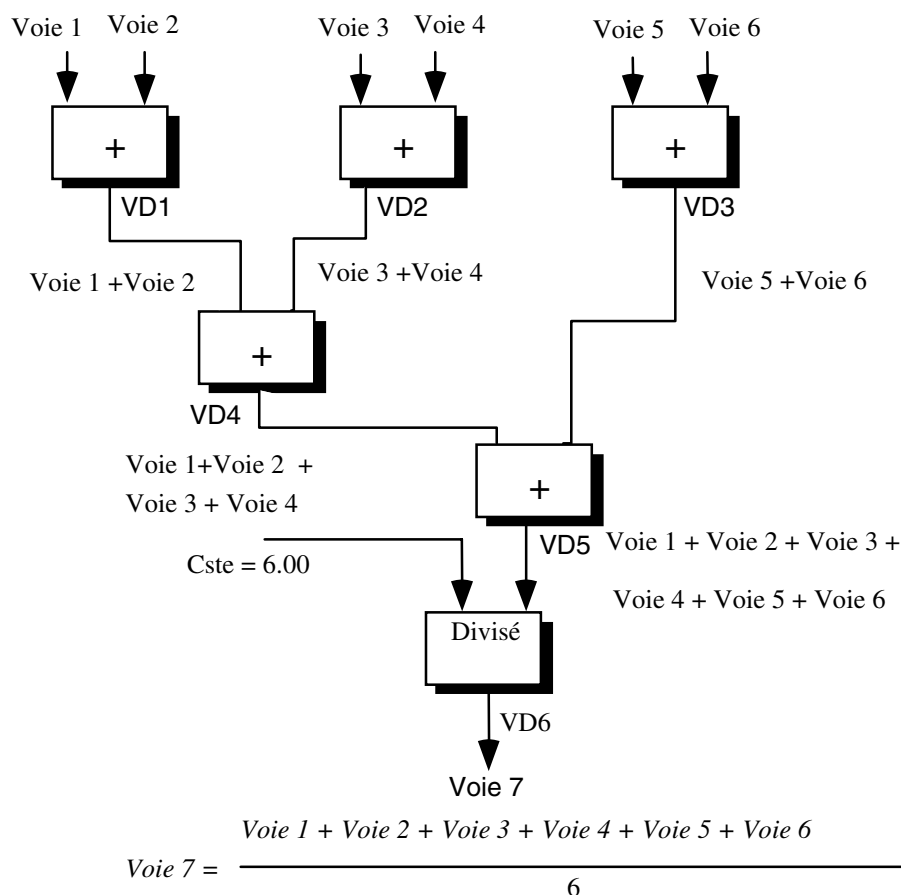 Voie 1 Voie 2 Voie 3 Voie 4 Voie 5 Voie 6
+ + +
VD1 VD2 VD3
Voie 1 +Voie 2 Voie 3 +Voie 4 Voie 5 +Voie 6
+
VD4
Voie 1+Voie 2 +
Voie 3 + Voie 4
+
VD5
Voie 1 + Voie 2 + Voie 3 +
Voie 4 + Voie 5 + Voie 6
Cste = 6.00
Divisé
VD6
Voie 7
Voie 1 + Voie 2 + Voie 3 + Voie 4 + Voie 5 + Voie 6
Voie 7 =
6